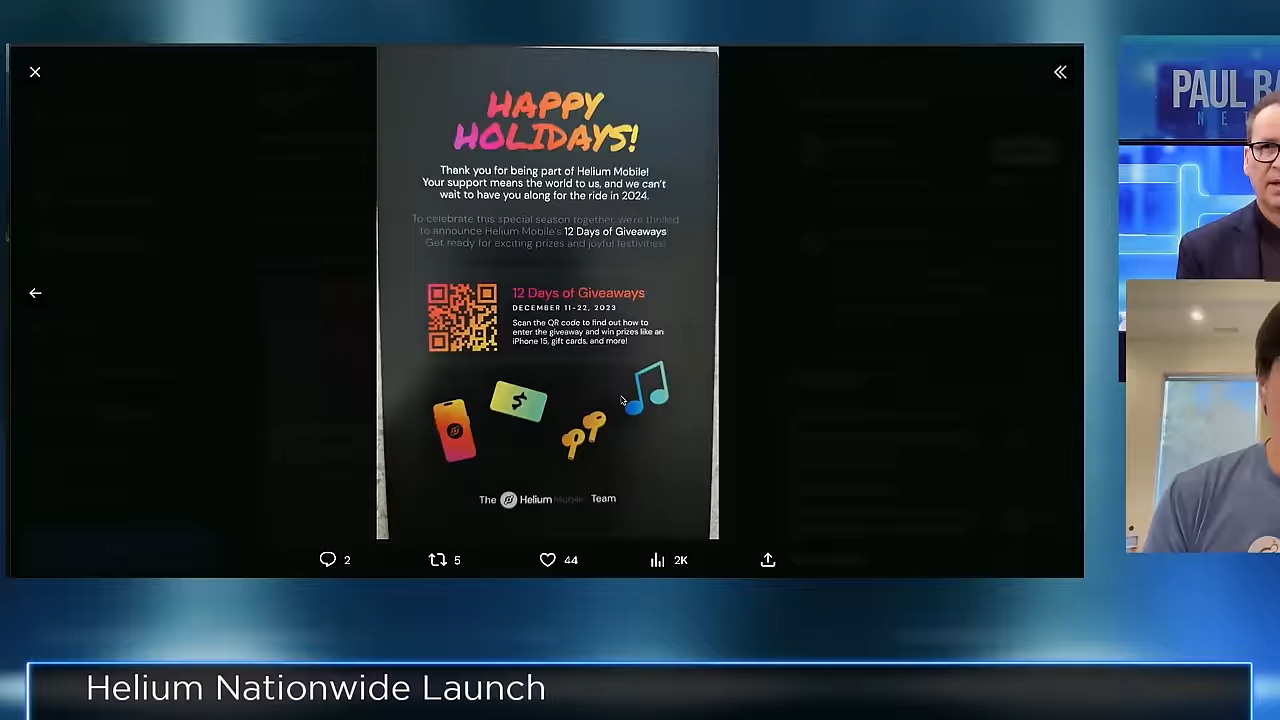 HAPPY
HOLIDAYS!
Thank you for being part of Helium Mobile!
Your support means the world to us, and we can't
wait to have you along for the ride in 2024.
To celebrate this special season together, we're thrilled
to announce Helium Mobile's 12 Days of Giveaways
Get ready for exciting prizes and joyful festivities!
12 Days of Giveaways
DECEMBER 11-22, 2023
Scan the QR code to find out how to
enter the giveaway and win prizes like an
iPhone 15, gift cards, and more!
$
The Helium Mobile Team
2
5
44
2K
PAUL
NET
Helium Nationwide Launch